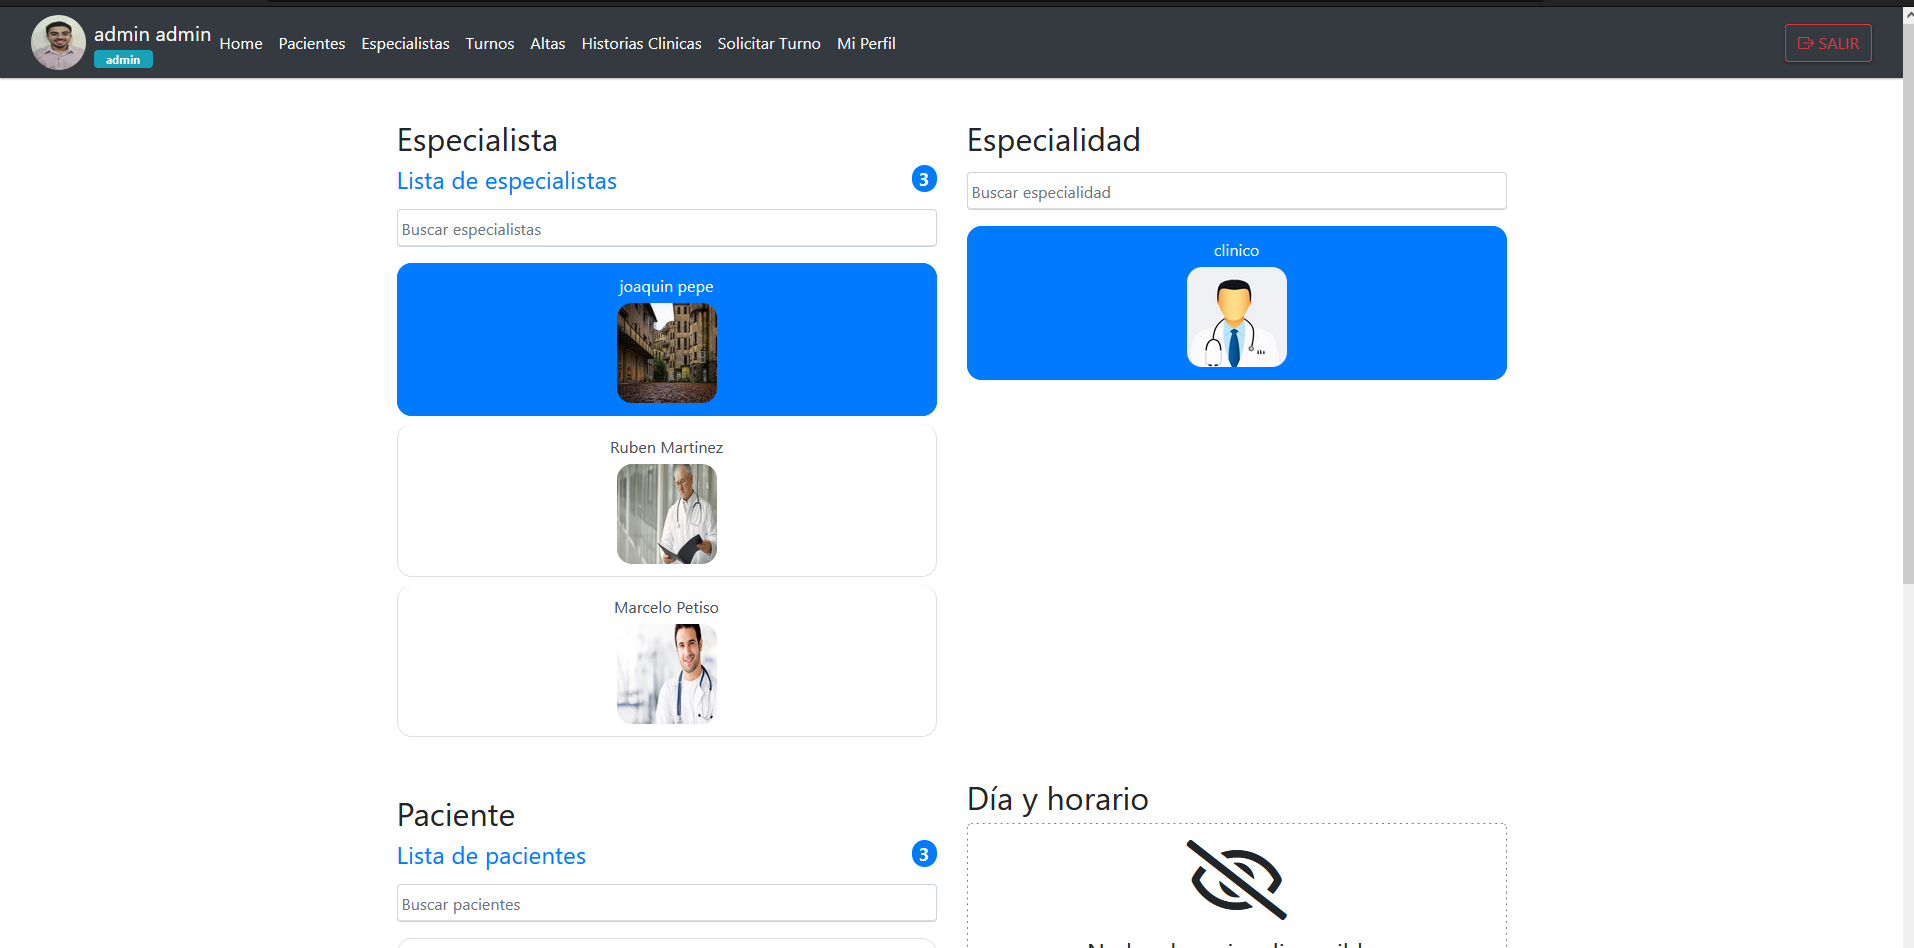 admin admin
admin
Home Pacientes Especialistas Turnos Altas Historias Clinicas Solicitar Turno Mi Perfil
SALIR
Especialista
Lista de especialistas 3
Buscar especialistas
joaquin pepe
Ruben Martinez
Marcelo Petiso
Especialidad
Buscar especialidad
clinico
Paciente
Lista de pacientes 3
Buscar pacientes
Día y horario